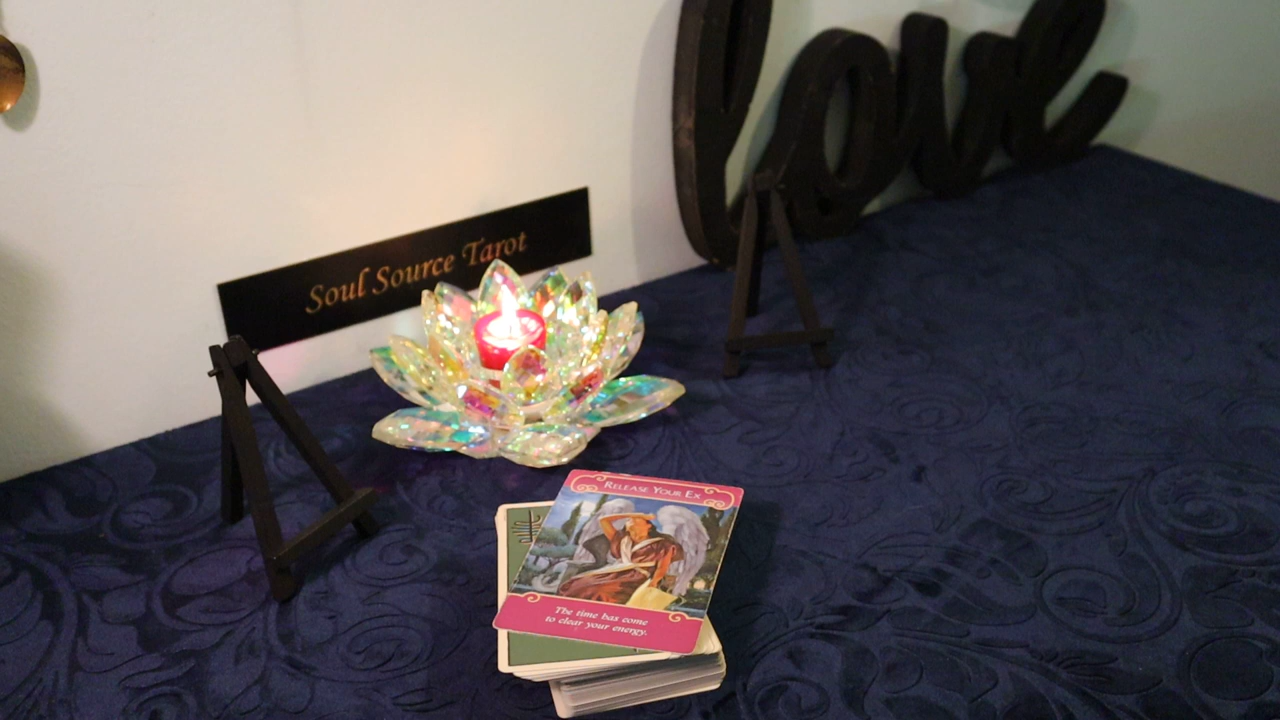 love
Soul Source Tarot
RELEASE YOUR EX
The time has come
to clear your energy.